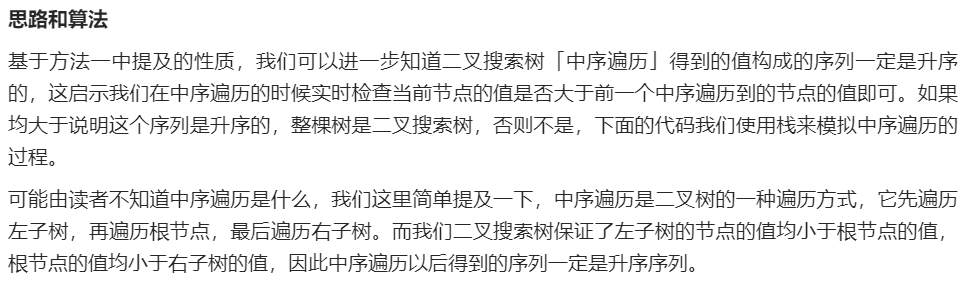 思路和算法
基于方法一中提及的性质，我们可以进一步知道二叉搜索树「中序遍历」得到的值构成的序列一定是升序
的，这启示我们在中序遍历的时候实时检查当前节点的值是否大于前一个中序遍历到的节点的值即可。如果
均大于说明这个序列是升序的，整棵树是二叉搜索树，否则不是，下面的代码我们使用栈来模拟中序遍历的
过程。
可能由读者不知道中序遍历是什么，我们这里简单提及一下，中序遍历是二叉树的一种遍历方式，它先遍历
左子树，再遍历根节点，最后遍历右子树。而我们二叉搜索树保证了左子树的节点的值均小于根节点的值，
根节点的值均小于右子树的值，因此中序遍历以后得到的序列一定是升序序列。